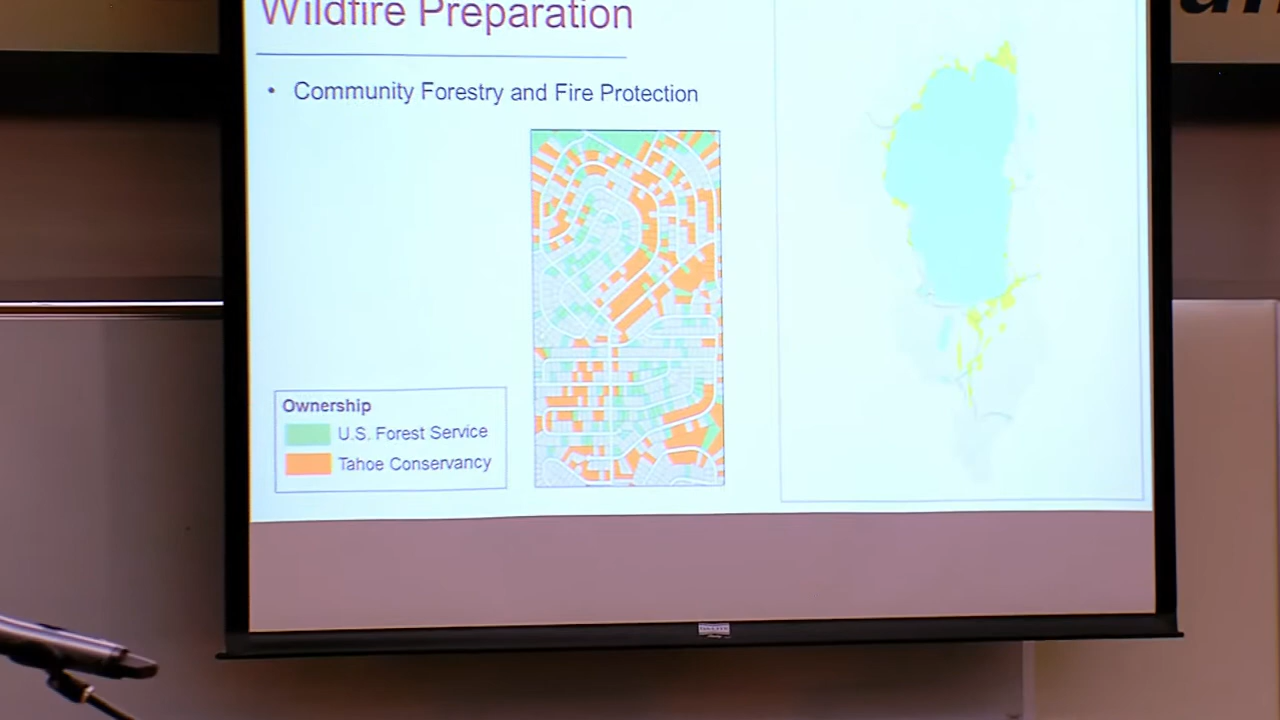 Wildfire Preparation
• Community Forestry and Fire Protection
Ownership
U.S. Forest Service
Tahoe Conservancy